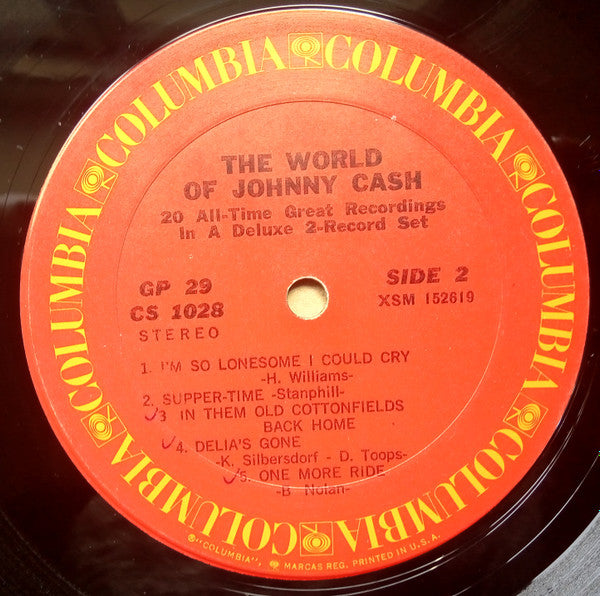 COLUMBIA COLUMBIA COLUMBIA COLUMBIA COLUMBIA COLUMBIA
THE WORLD
OF JOHNNY CASH
20 All-Time Great Recordings
In A Deluxe 2-Record Set
GP 29
CS 1028
STEREO
SIDE 2
XSM 152619
1. I'M SO LONESOME I COULD CRY
-H. Williams-
2. SUPPER-TIME -Stanphill-
3 IN THEM OLD COTTONFIELDS
BACK HOME
4. DELIA'S GONE
-K. Silbersdorf - D. Toops-
5. ONE MORE RIDE
-B Nolan-
℗"COLUMBIA", MARCAS REG. PRINTED IN U.S.A.